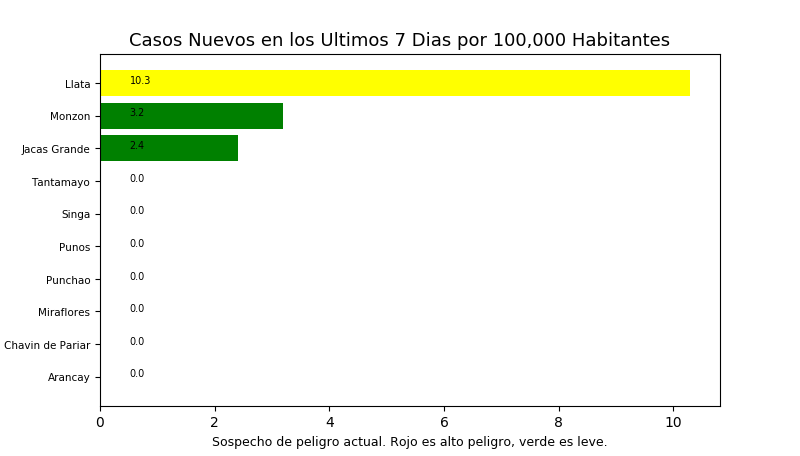 Casos Nuevos en los Ultimos 7 Dias por 100,000 Habitantes
Llata 10.3
Monzon 3.2
Jacas Grande 2.4
Tantamayo 0.0
Singa 0.0
Punos 0.0
Punchao 0.0
Miraflores 0.0
Chavin de Pariar 0.0
Arancay 0.0
0 2 4 6 8 10
Sospecho de peligro actual. Rojo es alto peligro, verde es leve.